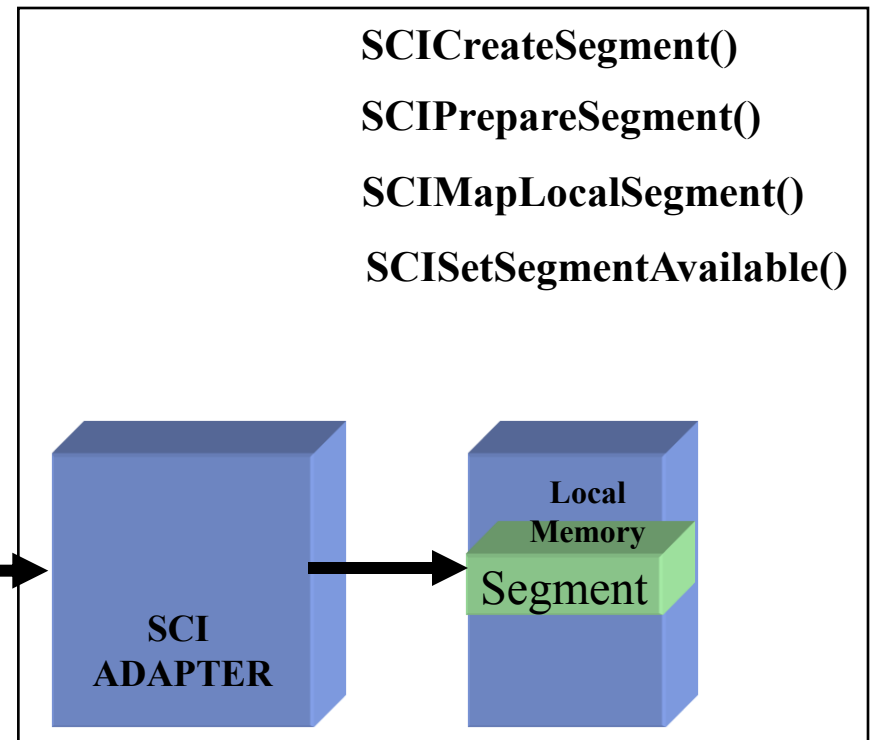 SCICreateSegment()
SCIPrepareSegment()
SCIMapLocalSegment()
SCISetSegmentAvailable()
Local
Memory
Segment
SCI
ADAPTER